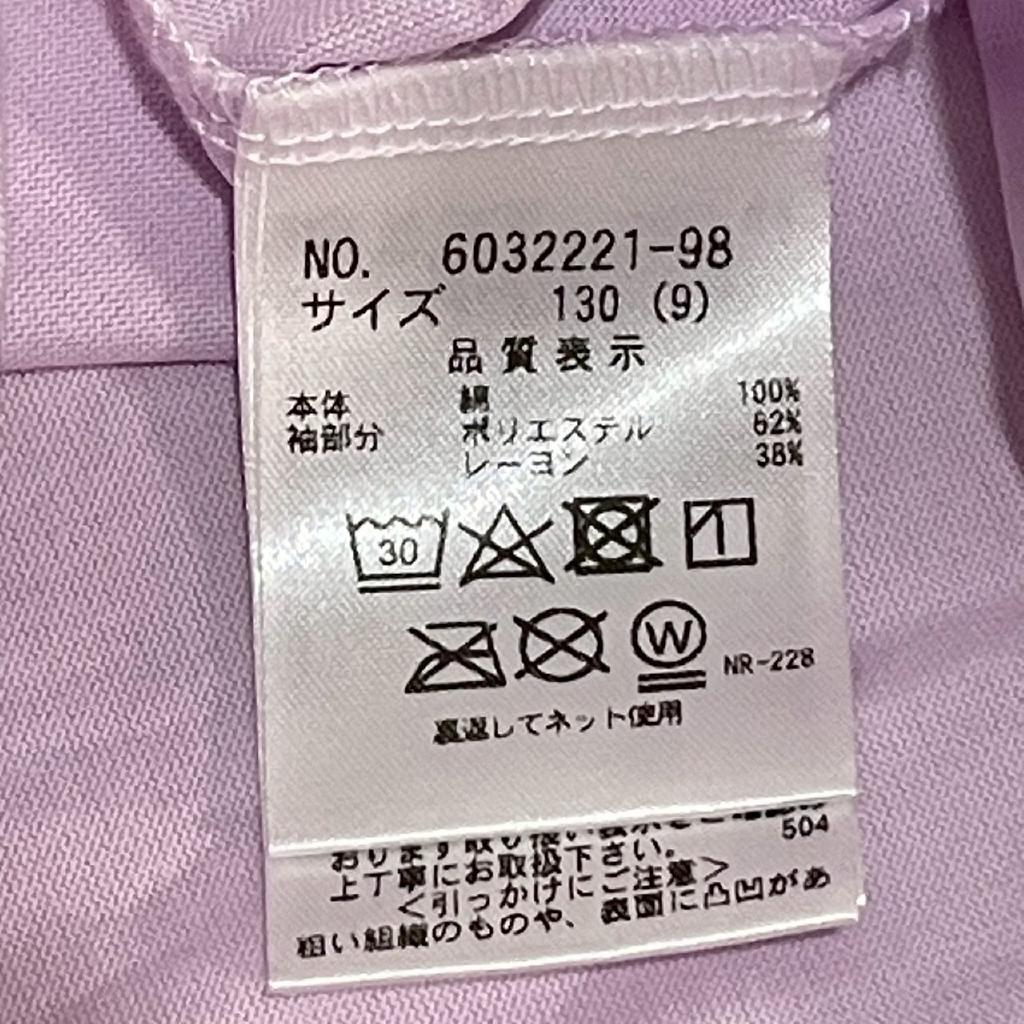 NO. 6032221-98
サイズ 130 (9)
品質表示
本体 綿 100%
袖部分 ポリエステル 62%
レーヨン 38%
30
W NR-228
裏返してネット使用
504
上丁寧にお取扱下さい。
<引っかけにご注意>
粗い組織のものや、表面に凸凹があ